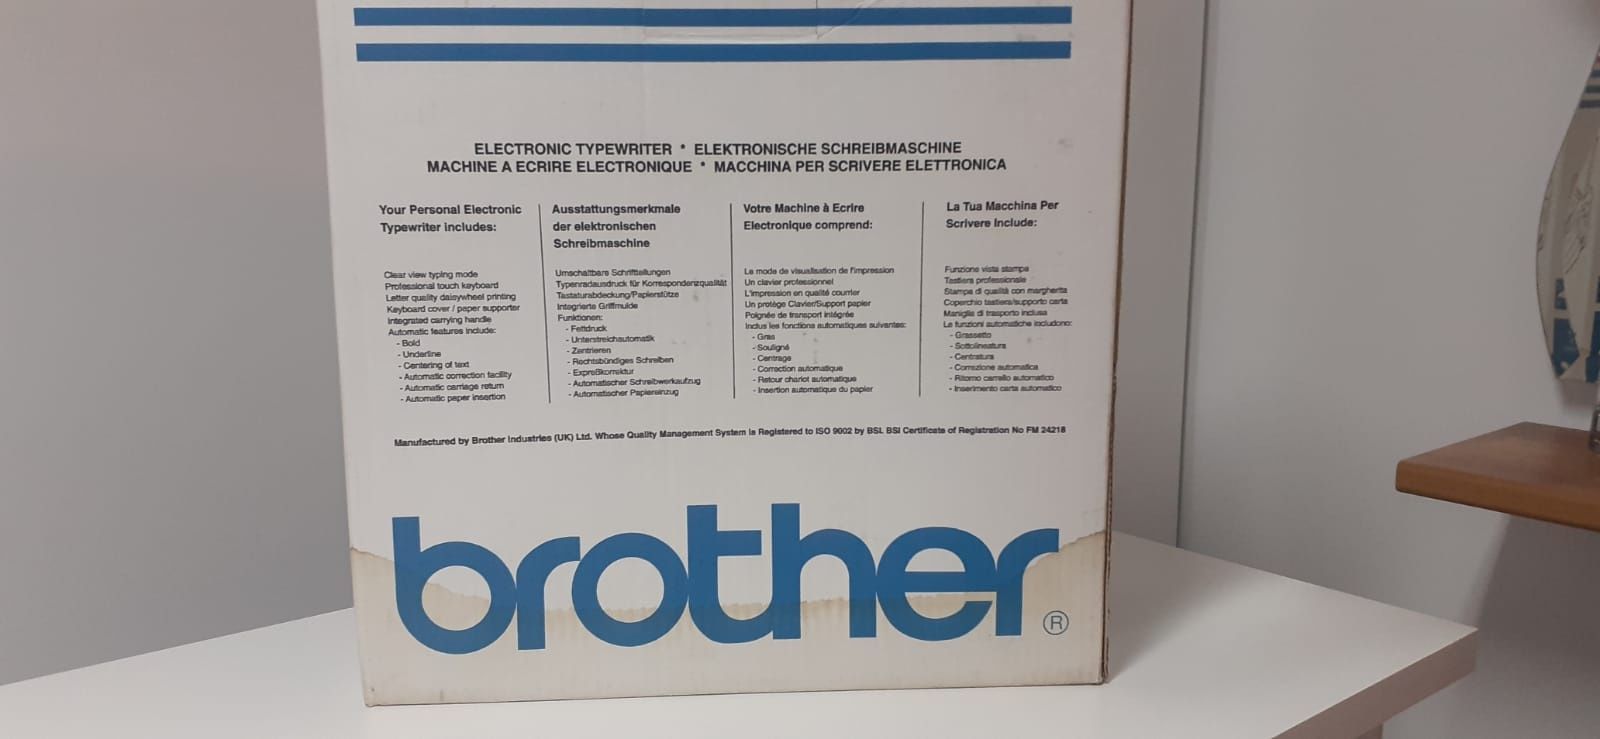 ELECTRONIC TYPEWRITER * ELEKTRONISCHE SCHREIBMASCHINE
MACHINE A ECRIRE ELECTRONIQUE * MACCHINA PER SCRIVERE ELETTRONICA
Your Personal Electronic
Typewriter includes:
Clear view typing mode
Professional touch keyboard
Letter quality daisywheel printing
Keyboard cover / paper supporter
Integrated carrying handle
Automatic features include:
- Bold
- Underline
- Centering of text
- Automatic correction facility
- Automatic carriage return
- Automatic paper insertion
Ausstattungsmerkmale
der elektronischen
Schreibmaschine
Umschaltbare Schriftteilungen
Typenradausdruck für Korrespondenzqualität
Tastaturabdeckung/Papierstütze
Integrierte Griffmulde
Funktionen:
- Fettdruck
- Unterstreichautomatik
- Zentrieren
- Rechtsbündiges Schreiben
- Expreßkorrektur
- Automatischer Schreibwerkaufzug
- Automatischer Papiereinzug
Votre Machine à Ecrire
Electronique comprend:
Le mode de visualisation de l'impression
Un clavier professionnel
L'impression en qualité courrier
Un protège Clavier/Support papier
Poignée de transport intégrée
Inclus les fonctions automatiques suivantes:
- Gras
- Souligné
- Centrage
- Correction automatique
- Retour chariot automatique
- Insertion automatique du papier
La Tua Macchina Per
Scrivere Include:
Funzione vista stampa
Tastiera professionale
Stampa di qualità con margherita
Coperchio tastiera/supporto carta
Maniglia di trasporto inclusa
Le funzioni automatiche includono:
- Grassetto
- Sottolineatura
- Centratura
- Correzione automatica
- Ritorno carrello automatico
- Inserimento carta automatico
Manufactured by Brother Industries (UK) Ltd. Whose Quality Management System is Registered to ISO 9002 by BSI. BSI Certificate of Registration No FM 24218
brother ®